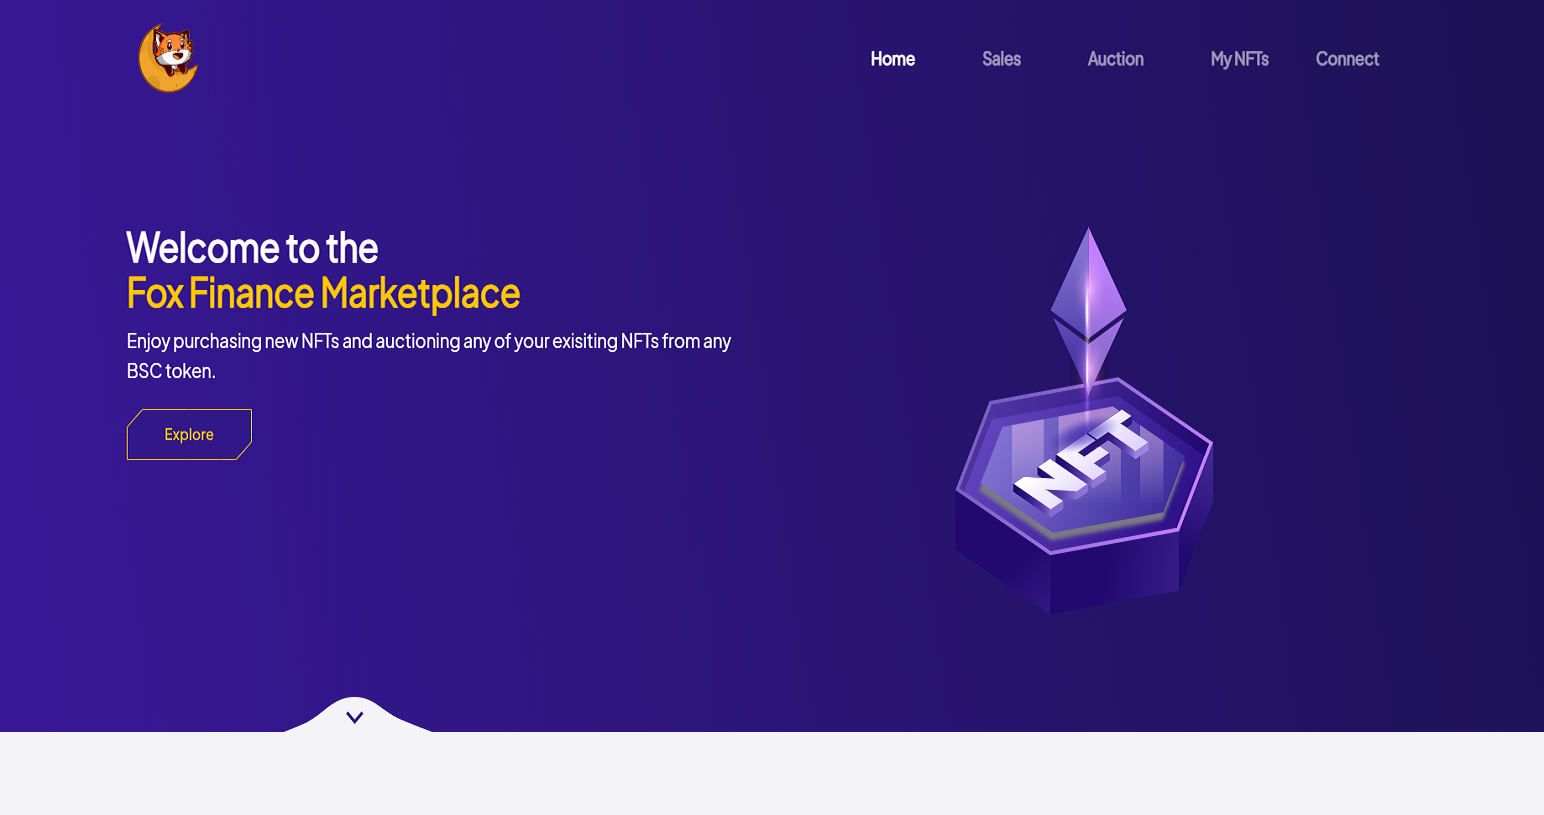 Home Sales Auction My NFTs Connect
Welcome to the
Fox Finance Marketplace
Enjoy purchasing new NFTs and auctioning any of your exisiting NFTs from any
BSC token.
Explore
NFT